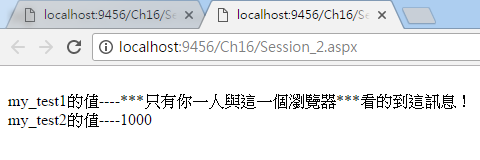 localhost:9456/Ch16/Ses
localhost:9456/Ch16/Ses
localhost:9456/Ch16/Session_2.aspx
my_test1的值----***只有你一人與這一個瀏覽器***看的到這訊息！
my_test2的值----1000